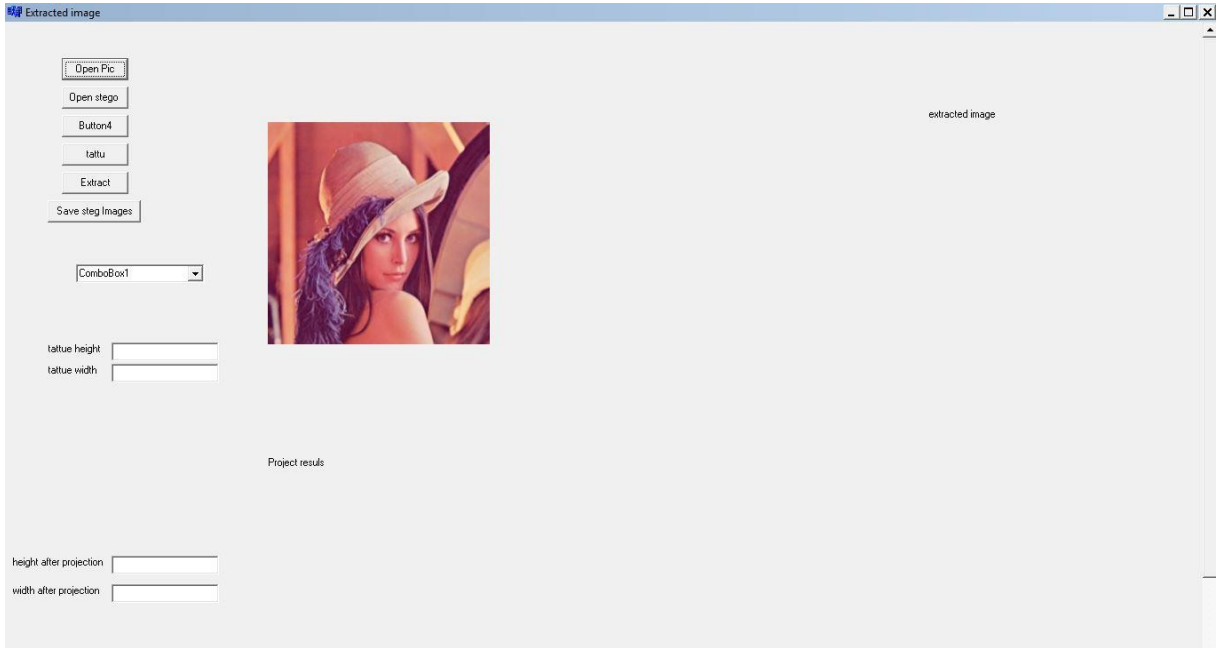 Extracted image
Open Pic
Open stego
Button4
tattu
Extract
Save steg Images
ComboBox1
tattue height
tattue width
extracted image
Project resuls
height after projection
width after projection